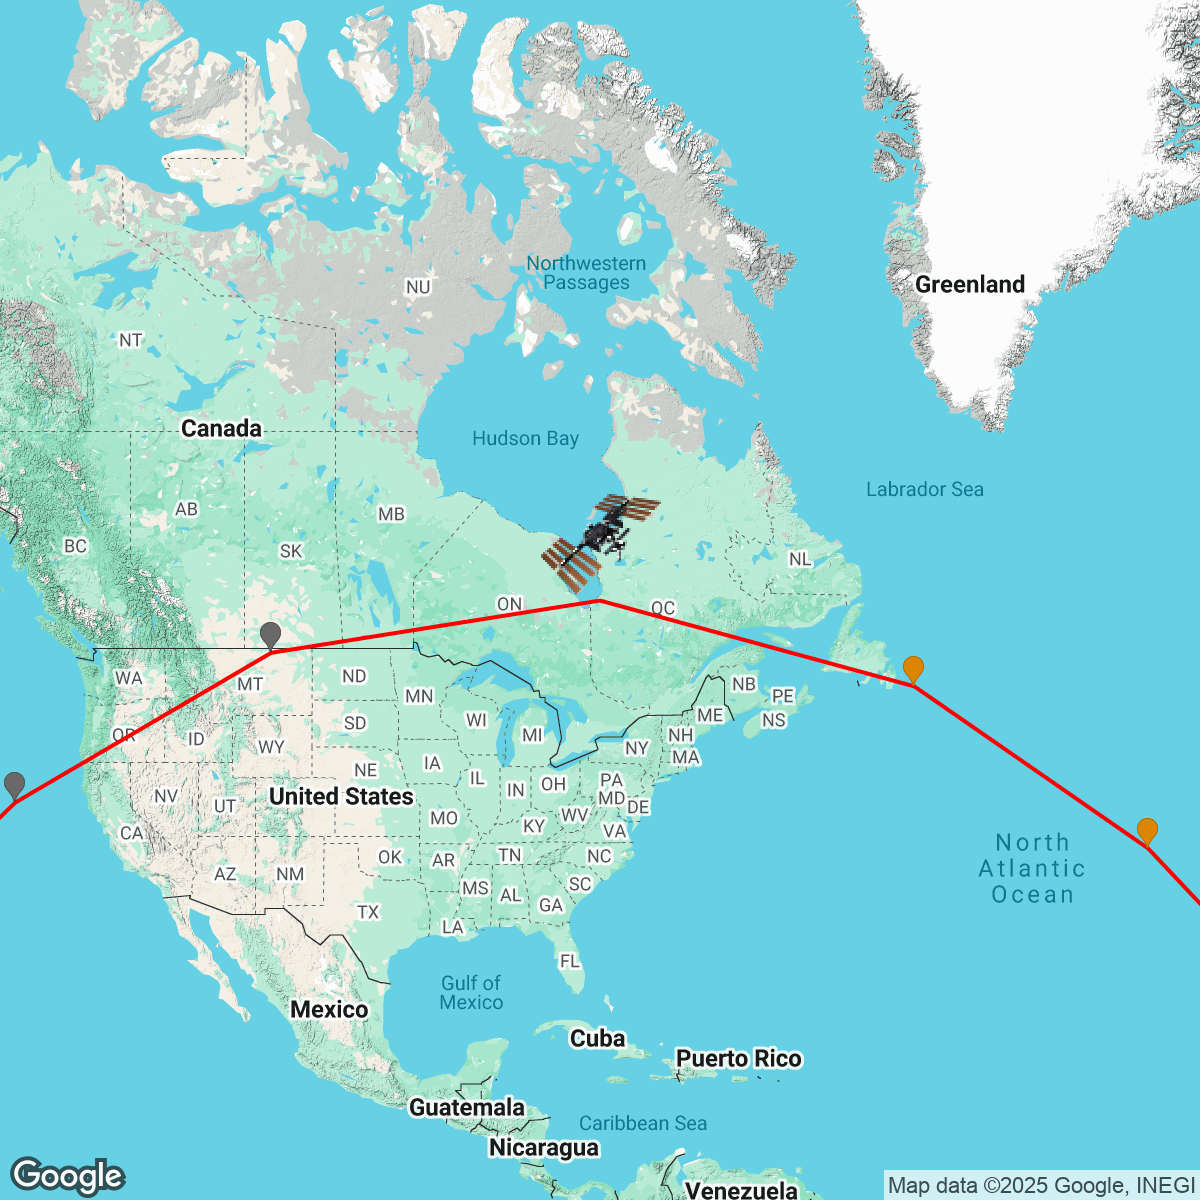 Northwestern
Passages
NU
Greenland
NT
Canada
Hudson Bay
Labrador Sea
AB
MB
BC
SK
NL
ON
QC
WA
MT
ND
MN
NB
PE
OR
ID
SD
WI
MI
ME
NS
WY
NY
NH
MA
NE
IA
IL
IN
OH
PA
NV
UT
United States
MD
DE
CA
MO
KY
WV
VA
North
Atlantic
Ocean
AZ
NM
OK
AR
TN
NC
MS
AL
SC
GA
TX
LA
FL
Gulf of
Mexico
Mexico
Cuba
Puerto Rico
Guatemala
Caribbean Sea
Nicaragua
Venezuela
Google
Map data ©2025 Google, INEGI